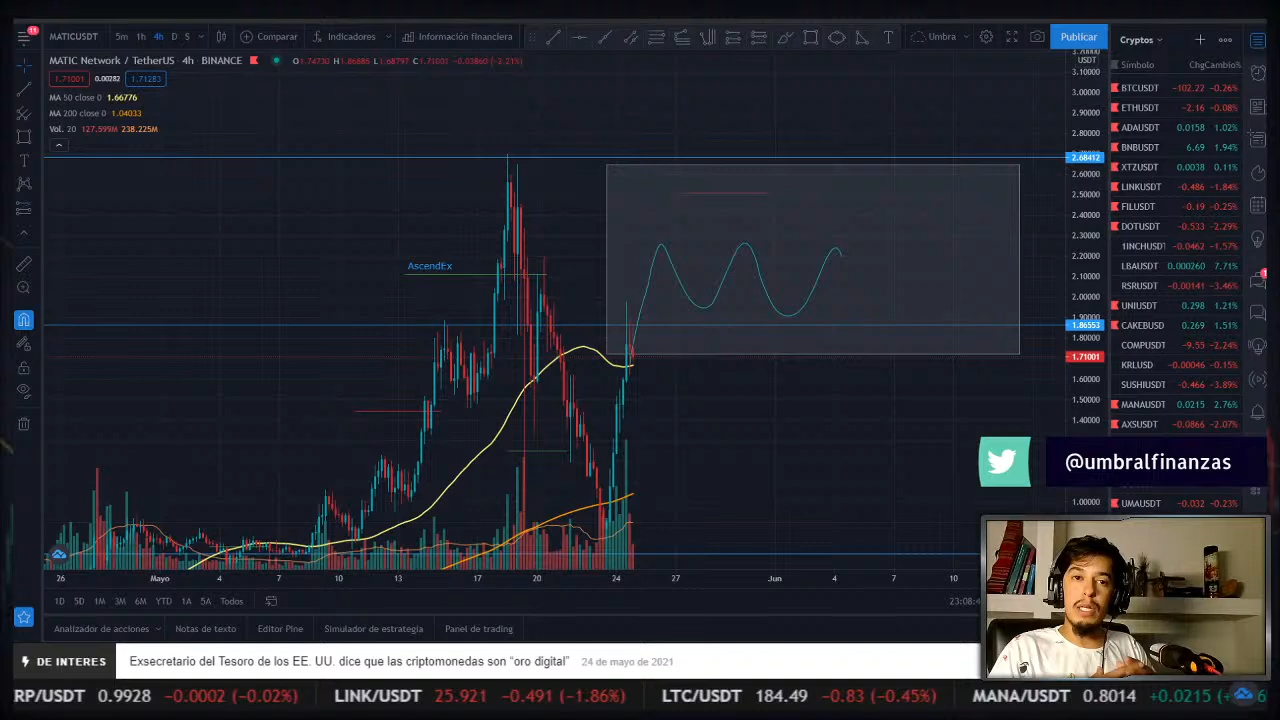 11
MATICUSDT 5m 1h 4h D S Comparar Indicadores Información financiera Umbra Publicar Cryptos
MATIC Network / TetherUS · 4h · BINANCE O1.74730 H1.86885 L1.68797 C1.71001 −0.03860 (−2.21%)
1.71001 0.00282 1.71283
MA 50 close 0 1.66776
MA 200 close 0 1.04033
Vol. 20 127.599M 238.225M
AscendEx
USDT
3.10000
3.00000
2.90000
2.80000
2.68412
2.60000
2.50000
2.40000
2.30000
2.20000
2.10000
2.00000
1.90000
1.86553
1.80000
1.71001
1.60000
1.50000
1.40000
1.00000
Símbolo ChgCambio%
BTCUSDT −102.22 −0.26%
ETHUSDT −2.16 −0.08%
ADAUSDT 0.0158 1.02%
BNBUSDT 6.69 1.94%
XTZUSDT 0.0038 0.11%
LINKUSDT −0.486 −1.84%
FILUSDT −0.19 −0.25%
DOTUSDT −0.533 −2.29%
1INCHUSDT −0.0462 −1.57%
LBAUSDT 0.000260 7.71%
RSRUSDT −0.00141 −3.46%
UNIUSDT 0.298 1.21%
CAKEBUSD 0.269 1.51%
COMPUSDT −9.55 −2.24%
KRLUSDT −0.00046 −0.15%
SUSHIUSDT −0.466 −3.89%
MANAUSDT 0.0215 2.76%
AXSUSDT −0.0866 −2.07%
@umbralfinanzas
UMAUSDT −0.032 −0.23%
26 Mayo 4 7 10 13 17 20 24 27 Jun 4 7 10
1D 5D 1M 3M 6M YTD 1A 5A Todos 23:08:4
Analizador de acciones Notas de texto Editor Pine Simulador de estrategia Panel de trading
DE INTERES Exsecretario del Tesoro de los EE. UU. dice que las criptomonedas son “oro digital” 24 de mayo de 2021
RP/USDT 0.9928 −0.0002 (−0.02%) LINK/USDT 25.921 −0.491 (−1.86%) LTC/USDT 184.49 −0.83 (−0.45%) MANA/USDT 0.8014 +0.0215